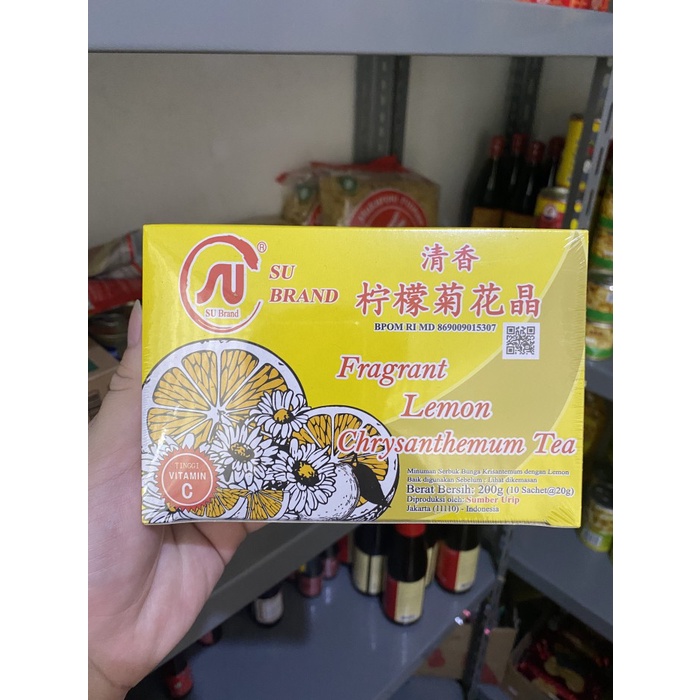 SU
BRAND
®
SU Brand
清香
柠檬菊花晶
BPOM RI MD 869009015307
Fragrant
Lemon
Chrysanthemum Tea
TINGGI
VITAMIN
C
Minuman Serbuk Bunga Krisantemum dengan Lemon
Baik digunakan Sebelum : Lihat dikemasan
Berat Bersih: 200g (10 Sachet@20g)
Diproduksi oleh: Sumber Urip
Jakarta (11110) - Indonesia